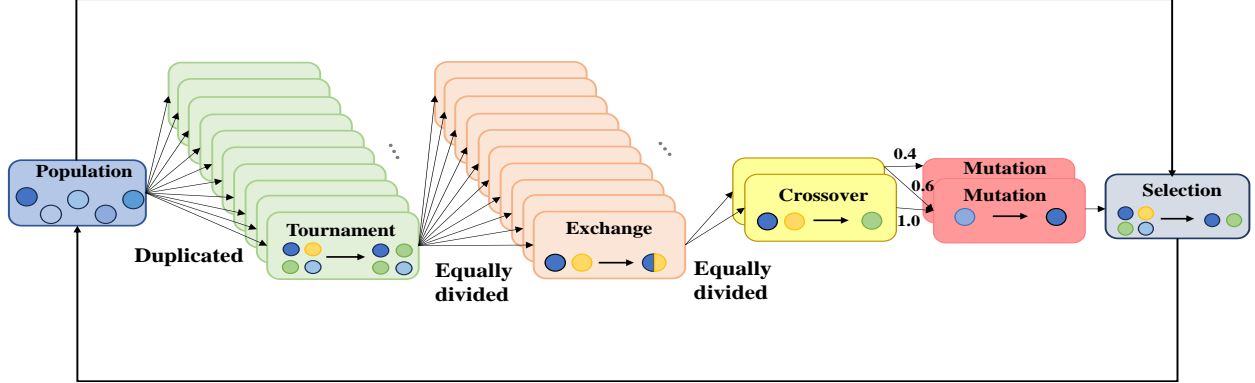 Population
Duplicated
Tournament
Equally
divided
Exchange
Equally
divided
Crossover
0.4
0.6
1.0
Mutation
Mutation
Selection